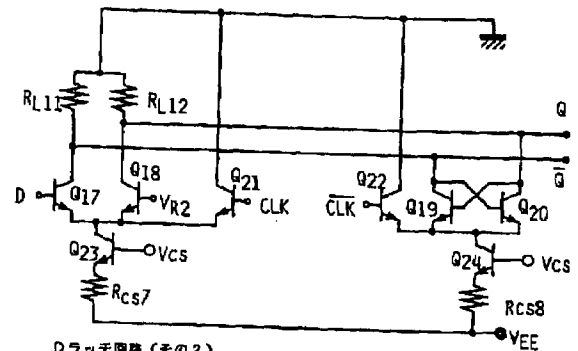 RL11
RL12
Q
Q̅
Q17
Q18
Q21
Q22
Q19
Q20
D
VR2
CLK
C̅L̅K̅
Q23
VCS
Q24
VCS
RCS7
RCS8
VEE
Dラッチ回路(その2)